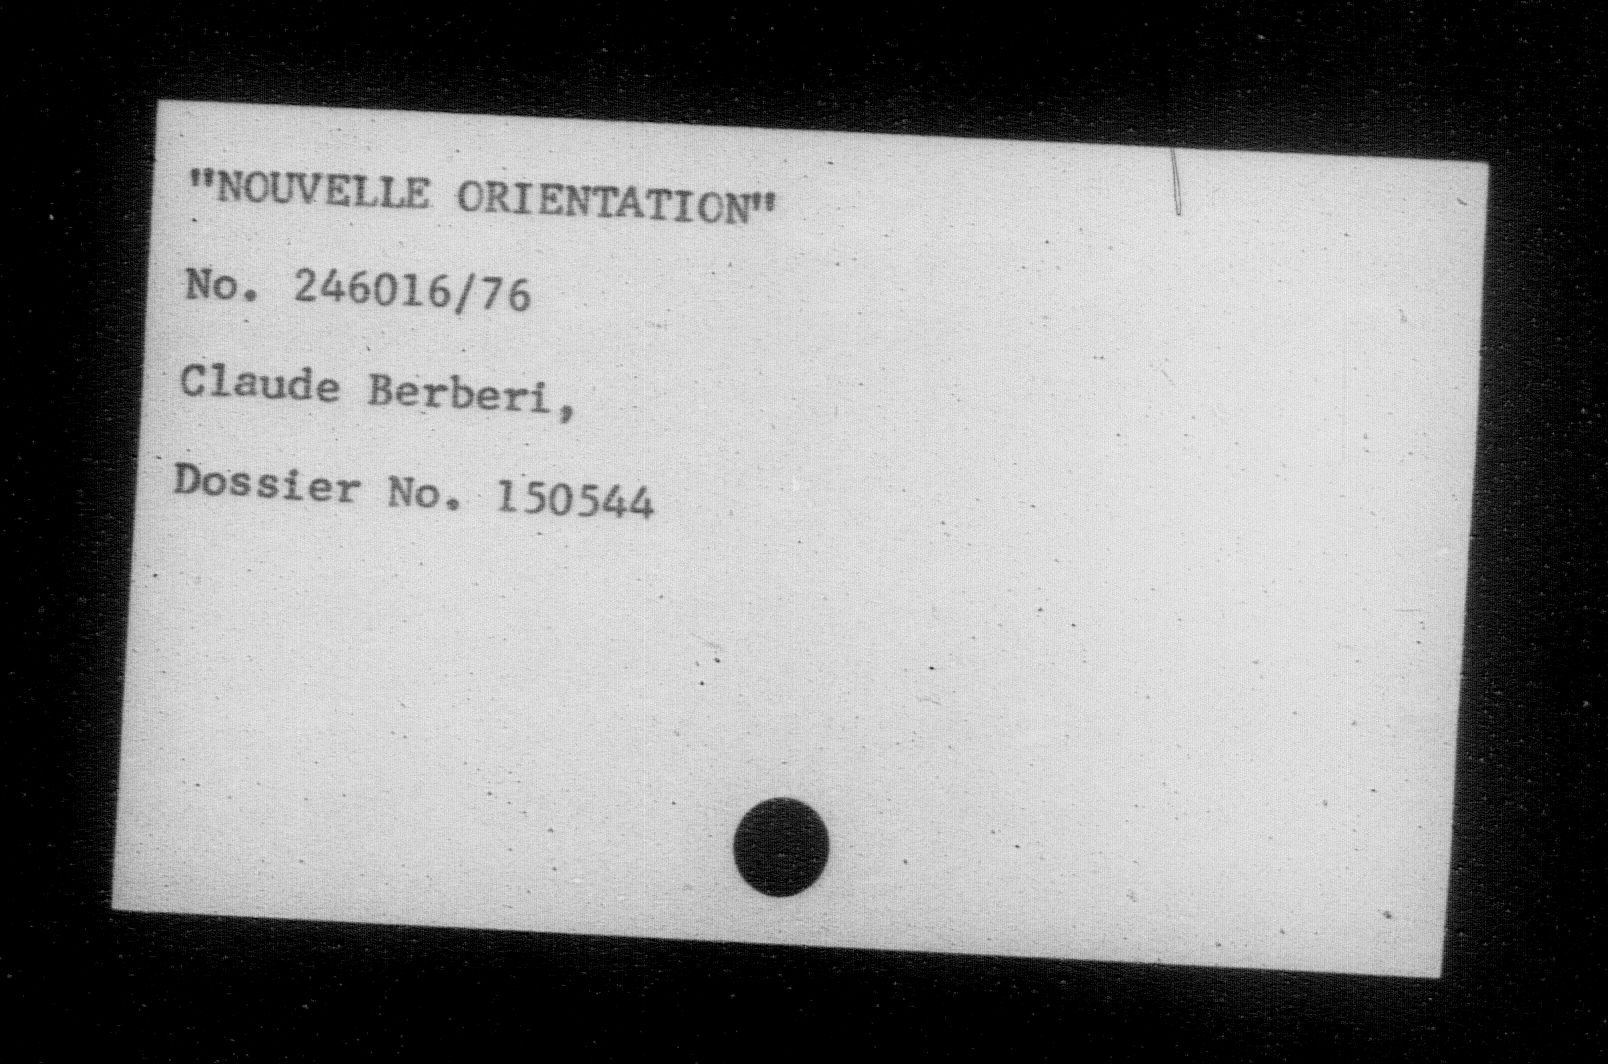 "NOUVELLE ORIENTATION"
No. 246016/76
Claude Berberi,
Dossier No. 150544